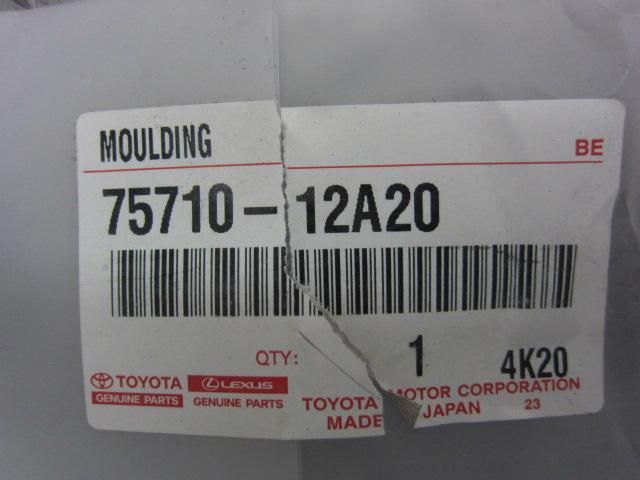 MOULDING BE
75710-12A20
QTY: 1 4K20
TOYOTA LEXUS
GENUINE PARTS GENUINE PARTS
TOYOTA MOTOR CORPORATION
MADE JAPAN 23